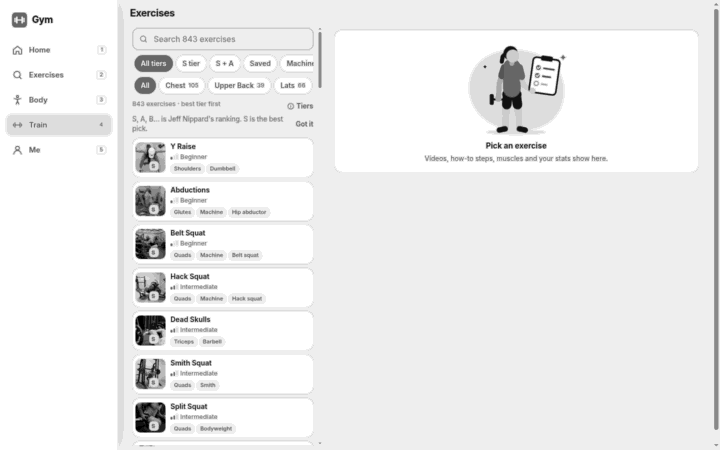 Gym
Home 1
Exercises 2
Body 3
Train 4
Me 5
Exercises
Search 843 exercises
All tiers S tier S + A Saved Machin
All Chest 105 Upper Back 39 Lats 66
843 exercises · best tier first
Tiers
S, A, B... is Jeff Nippard's ranking. S is the best pick.
Got it
Y Raise
Beginner
Shoulders Dumbbell
S
Abductions
Beginner
Glutes Machine Hip abductor
S
Belt Squat
Beginner
Quads Machine Belt squat
S
Hack Squat
Intermediate
Quads Machine Hack squat
S
Dead Skulls
Intermediate
Triceps Barbell
S
Smith Squat
Intermediate
Quads Smith
S
Split Squat
Intermediate
Quads Bodyweight
S
Pick an exercise
Videos, how-to steps, muscles and your stats show here.